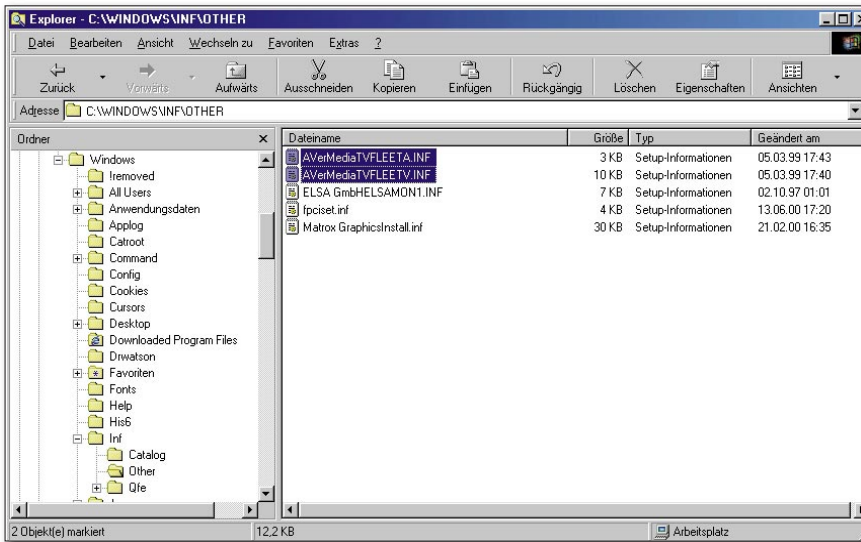 Explorer - C:\WINDOWS\INF\OTHER
Datei Bearbeiten Ansicht Wechseln zu Favoriten Extras ?
Zurück Vorwärts Aufwärts Ausschneiden Kopieren Einfügen Rückgängig Löschen Eigenschaften Ansichten
Adresse C:\WINDOWS\INF\OTHER
Ordner
Windows
!removed
All Users
Anwendungsdaten
Applog
Catroot
Command
Config
Cookies
Cursors
Desktop
Downloaded Program Files
Drwatson
Favoriten
Fonts
Help
His6
Inf
Catalog
Other
Qfe
Dateiname Größe Typ Geändert am
AVerMediaTVFLEETA.INF 3 KB Setup-Informationen 05.03.99 17:43
AVerMediaTVFLEETV.INF 10 KB Setup-Informationen 05.03.99 17:40
ELSA GmbHELSAMON1.INF 7 KB Setup-Informationen 02.10.97 01:01
fpciset.inf 4 KB Setup-Informationen 13.06.00 17:20
Matrox GraphicsInstall.inf 30 KB Setup-Informationen 21.02.00 16:35
2 Objekt(e) markiert 12,2 KB Arbeitsplatz